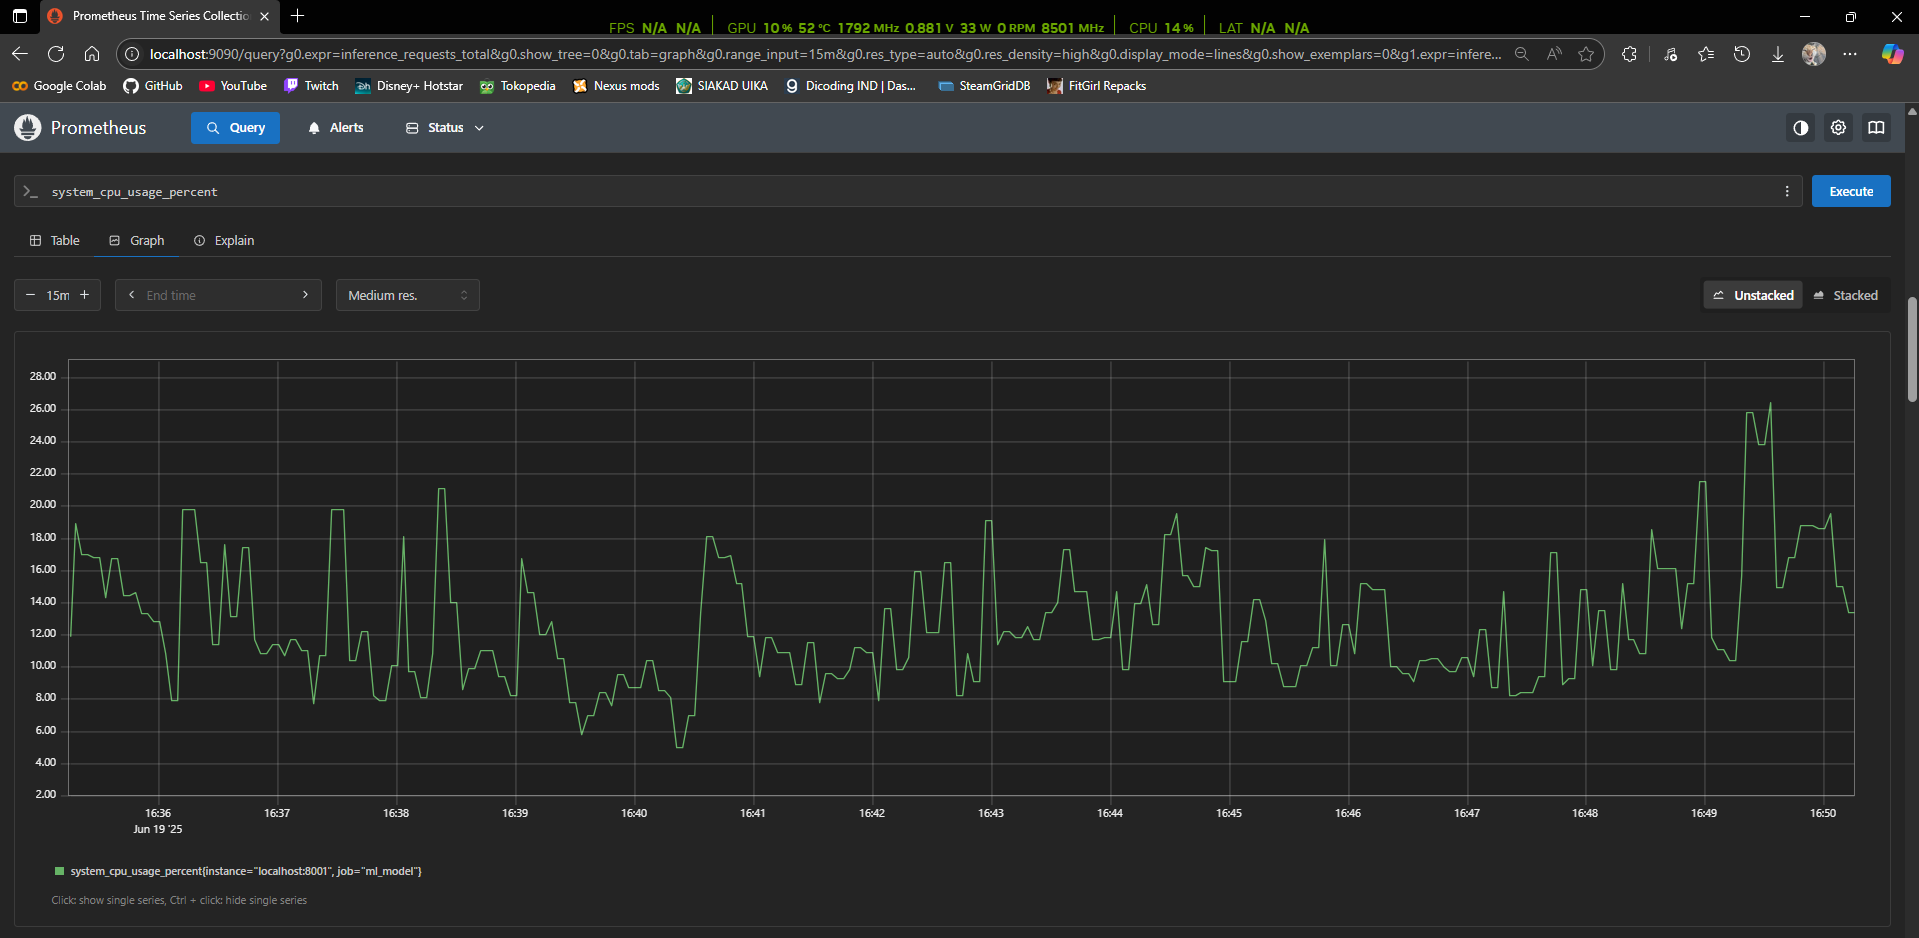 Prometheus Time Series Collectio
FPS N/A N/A GPU 10 % 52 °C 1792 MHz 0.881 V 33 W 0 RPM 8501 MHz CPU 14 % LAT N/A N/A
localhost:9090/query?g0.expr=inference_requests_total&g0.show_tree=0&g0.tab=graph&g0.range_input=15m&g0.res_type=auto&g0.res_density=high&g0.display_mode=lines&g0.show_exemplars=0&g1.expr=infere...
Google Colab GitHub YouTube Twitch Disney+ Hotstar Tokopedia Nexus mods SIAKAD UIKA Dicoding IND | Das... SteamGridDB FitGirl Repacks
Prometheus Query Alerts Status
>_ system_cpu_usage_percent Execute
Table Graph Explain
− 15m + End time Medium res. Unstacked Stacked
28.00
26.00
24.00
22.00
20.00
18.00
16.00
14.00
12.00
10.00
8.00
6.00
4.00
2.00
16:36 16:37 16:38 16:39 16:40 16:41 16:42 16:43 16:44 16:45 16:46 16:47 16:48 16:49 16:50
Jun 19 '25
system_cpu_usage_percent{instance="localhost:8001", job="ml_model"}
Click: show single series, Ctrl + click: hide single series